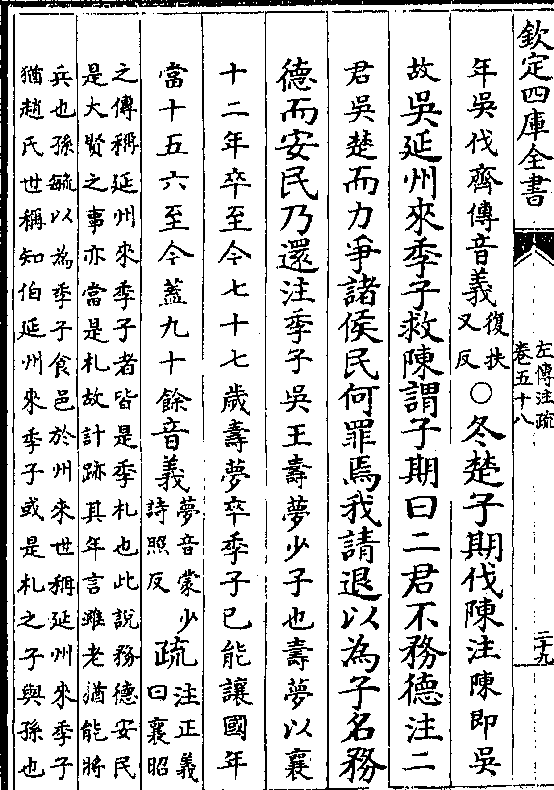 欽定四庫全書
左傳注疏
卷五十八
二十九
年吳伐齊傳音義復扶
又反○冬楚子期伐陳注陳即吳
故吳延州來季子救陳謂子期曰二君不務德注二
君吳楚而力爭諸侯民何罪焉我請退以為子名務
德而安民乃還注季子吳王壽夢少子也壽夢以襄
十二年卒至今七十七歲壽夢卒季子已能讓國年
當十五六至今蓋九十餘音義夢音蒙少
詩照反疏注正義
曰襄昭
之傳稱延州來季子者皆是季札也此說務德安民
是大賢之事亦當是札故計跡其年言雖老猶能將
兵也孫毓以為季子食邑於州來世稱延州來季子
猶趙氏世稱知伯延州來季子或是札之子與孫也